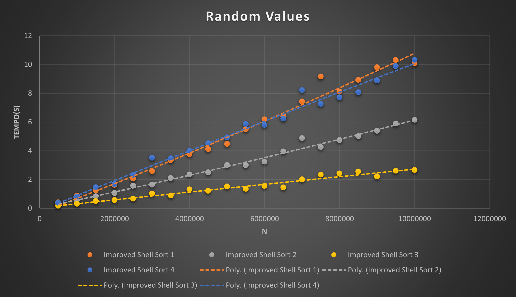 Random Values
12
10
8
6
4
2
0
TEMPO(S)
0 2000000 4000000 6000000 8000000 10000000 12000000
N
Improved Shell Sort 1 Improved Shell Sort 2 Improved Shell Sort 3
Improved Shell Sort 4 Poly. (Improved Shell Sort 1) Poly. (Improved Shell Sort 2)
Poly. (Improved Shell Sort 3) Poly. (Improved Shell Sort 4)